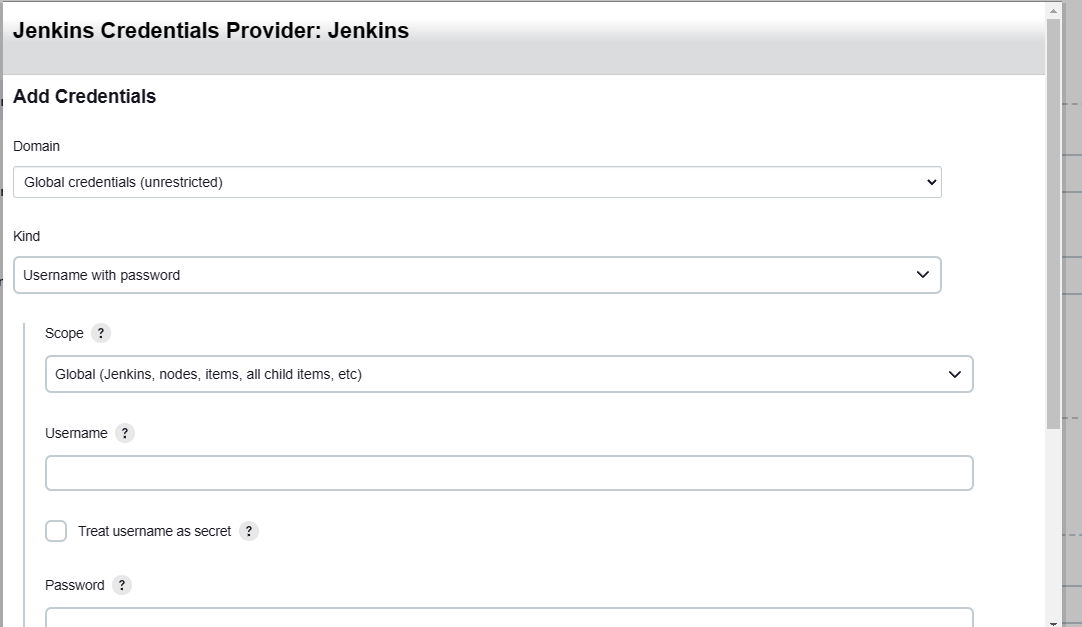 Jenkins Credentials Provider: Jenkins
Add Credentials
Domain
Global credentials (unrestricted)
Kind
Username with password
Scope ?
Global (Jenkins, nodes, items, all child items, etc)
Username ?
Treat username as secret ?
Password ?